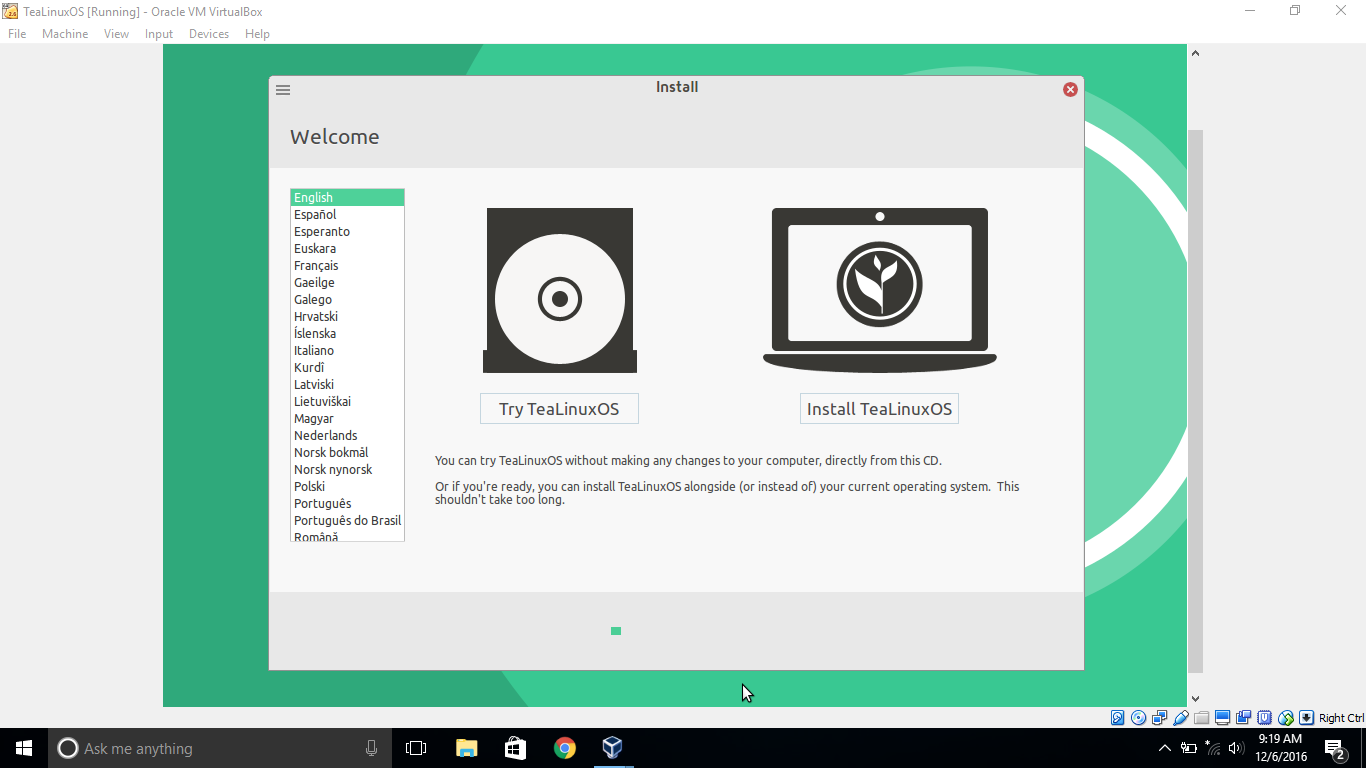 TeaLinuxOS [Running] - Oracle VM VirtualBox
File Machine View Input Devices Help
Install
Welcome
English
Español
Esperanto
Euskara
Français
Gaeilge
Galego
Hrvatski
Íslenska
Italiano
Kurdî
Latviski
Lietuviškai
Magyar
Nederlands
Norsk bokmål
Norsk nynorsk
Polski
Português
Português do Brasil
Română
Try TeaLinuxOS
Install TeaLinuxOS
You can try TeaLinuxOS without making any changes to your computer, directly from this CD.
Or if you're ready, you can install TeaLinuxOS alongside (or instead of) your current operating system.  This
shouldn't take too long.
Right Ctrl
Ask me anything
9:19 AM
12/6/2016
2